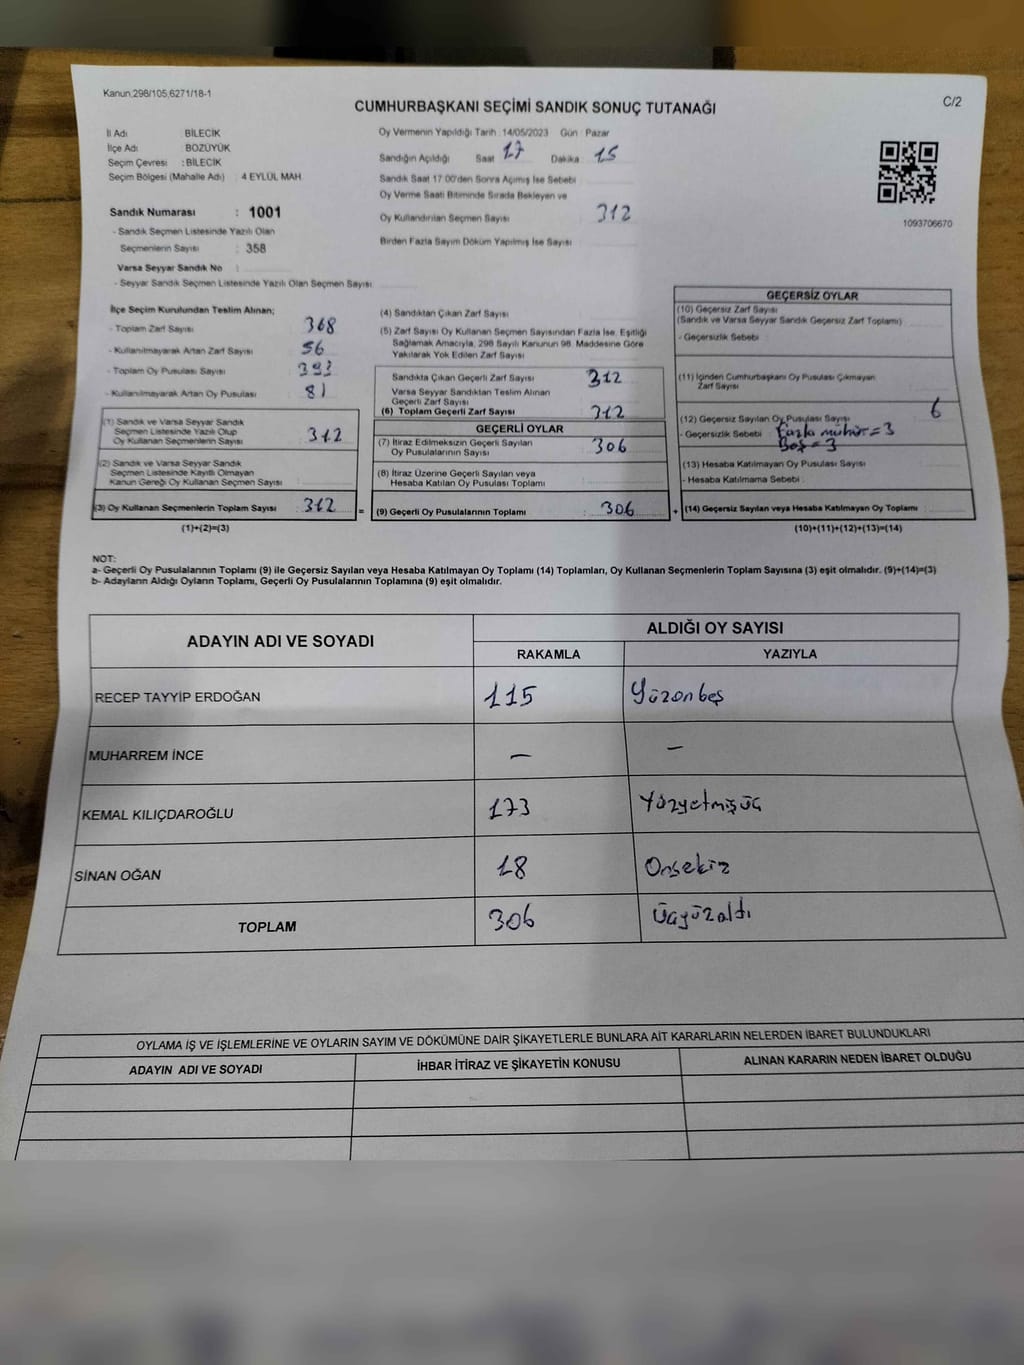 Kanun,298/105,6271/18-1
C/2
CUMHURBAŞKANI SEÇİMİ SANDIK SONUÇ TUTANAĞI
İl Adı BİLECİK
İlçe Adı BOZÜYÜK
Seçim Çevresi : BİLECİK
Seçim Bölgesi (Mahalle Adı) : 4 EYLÜL MAH.
Sandık Numarası : 1001
- Sandık Seçmen Listesinde Yazılı Olan
Seçmenlerin Sayısı : 358
Varsa Seyyar Sandık No :
- Seyyar Sandık Seçmen Listesinde Yazılı Olan Seçmen Sayısı:
Oy Vermenin Yapıldığı Tarih : 14/05/2023 Gün : Pazar
Sandığın Açıldığı Saat 17 Dakika 15
Sandık Saat 17:00'den Sonra Açımış İse Sebebi :
Oy Verme Saati Bitiminde Sırada Bekleyen ve
Oy Kullandırılan Seçmen Sayısı 312
Birden Fazla Sayım Döküm Yapılmış İse Sayısı :
1093706670
İlçe Seçim Kurulundan Teslim Alınan;
- Toplam Zarf Sayısı 368
- Kullanılmayarak Artan Zarf Sayısı 56
- Toplam Oy Pusulası Sayısı 393
- Kullanılmayarak Artan Oy Pusulası 81
(1) Sandık ve Varsa Seyyar Sandık
Seçmen Listesinde Yazılı Olup
Oy Kullanan Seçmenlerin Sayısı 312
(2) Sandık ve Varsa Seyyar Sandık
Seçmen Listesinde Kayıtlı Olmayan
Kanun Gereği Oy Kullanan Seçmen Sayısı :
(3) Oy Kullanan Seçmenlerin Toplam Sayısı : 312 =
(1)+(2)=(3)
(4) Sandıktan Çıkan Zarf Sayısı
(5) Zarf Sayısı Oy Kullanan Seçmen Sayısından Fazla İse, Eşitliği
Sağlamak Amacıyla, 298 Sayılı Kanunun 98. Maddesine Göre
Yakılarak Yok Edilen Zarf Sayısı
Sandıkta Çıkan Geçerli Zarf Sayısı 312
Varsa Seyyar Sandıktan Teslim Alınan
Geçerli Zarf Sayısı
(6) Toplam Geçerli Zarf Sayısı 312
GEÇERLİ OYLAR
(7) İtiraz Edilmeksizin Geçerli Sayılan
Oy Pusulalarının Sayısı 306
(8) İtiraz Üzerine Geçerli Sayılan veya
Hesaba Katılan Oy Pusulası Toplamı
(9) Geçerli Oy Pusulalarının Toplamı : 306 +
GEÇERSİZ OYLAR
(10) Geçersiz Zarf Sayısı
(Sandık ve Varsa Seyyar Sandık Geçersiz Zarf Toplamı)
- Geçersizlik Sebebi :
(11) İçinden Cumhurbaşkanı Oy Pusulası Çıkmayan
Zarf Sayısı
(12) Geçersiz Sayılan Oy Pusulası Sayısı 6
- Geçersizlik Sebebi : Fazla mühür = 3
Boş = 3
(13) Hesaba Katılmayan Oy Pusulası Sayısı
- Hesaba Katılmama Sebebi :
(14) Geçersiz Sayılan veya Hesaba Katılmayan Oy Toplamı :
(10)+(11)+(12)+(13)=(14)
NOT:
a- Geçerli Oy Pusulalarının Toplamı (9) ile Geçersiz Sayılan veya Hesaba Katılmayan Oy Toplamı (14) Toplamları, Oy Kullanan Seçmenlerin Toplam Sayısına (3) eşit olmalıdır. (9)+(14)=(3)
b- Adayların Aldığı Oyların Toplamı, Geçerli Oy Pusulalarının Toplamına (9) eşit olmalıdır.
ADAYIN ADI VE SOYADI ALDIĞI OY SAYISI
RAKAMLA YAZIYLA
RECEP TAYYİP ERDOĞAN 115 Yüzonbeş
MUHARREM İNCE — —
KEMAL KILIÇDAROĞLU 173 Yüzyetmişüç
SİNAN OĞAN 18 Onsekiz
TOPLAM 306 Üçyüzaltı
OYLAMA İŞ VE İŞLEMLERİNE VE OYLARIN SAYIM VE DÖKÜMÜNE DAİR ŞİKAYETLERLE BUNLARA AİT KARARLARIN NELERDEN İBARET BULUNDUKLARI
ADAYIN ADI VE SOYADI İHBAR İTİRAZ VE ŞİKAYETİN KONUSU ALINAN KARARIN NEDEN İBARET OLDUĞU